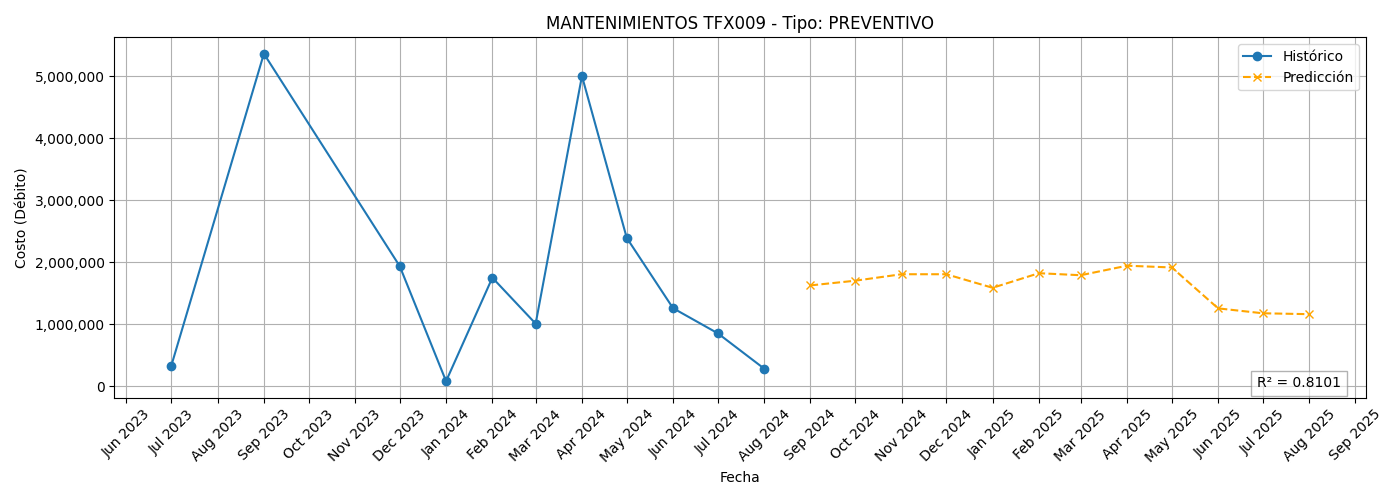 MANTENIMIENTOS TFX009 - Tipo: PREVENTIVO
Histórico
Predicción
Costo (Débito)
5,000,000
4,000,000
3,000,000
2,000,000
1,000,000
0
R² = 0.8101
Jun 2023
Jul 2023
Aug 2023
Sep 2023
Oct 2023
Nov 2023
Dec 2023
Jan 2024
Feb 2024
Mar 2024
Apr 2024
May 2024
Jun 2024
Jul 2024
Aug 2024
Sep 2024
Oct 2024
Nov 2024
Dec 2024
Jan 2025
Feb 2025
Mar 2025
Apr 2025
May 2025
Jun 2025
Jul 2025
Aug 2025
Sep 2025
Fecha